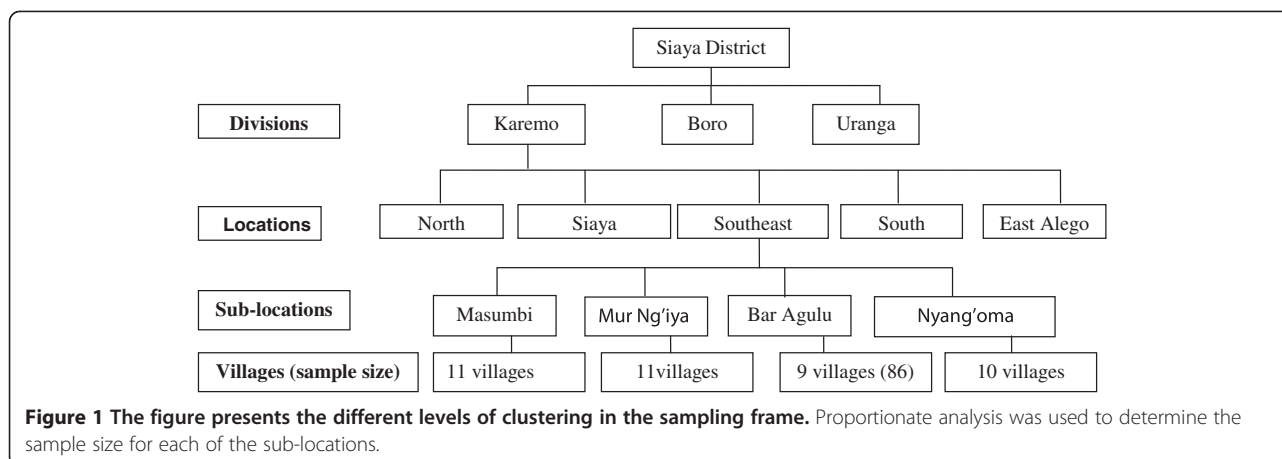 Siaya District
Divisions
Karemo
Boro
Uranga
Locations
North
Siaya
Southeast
South
East Alego
Sub-locations
Masumbi
Mur Ng'iya
Bar Agulu
Nyang'oma
Villages (sample size)
11 villages
11villages
9 villages (86)
10 villages
Figure 1 The figure presents the different levels of clustering in the sampling frame. Proportionate analysis was used to determine the
sample size for each of the sub-locations.